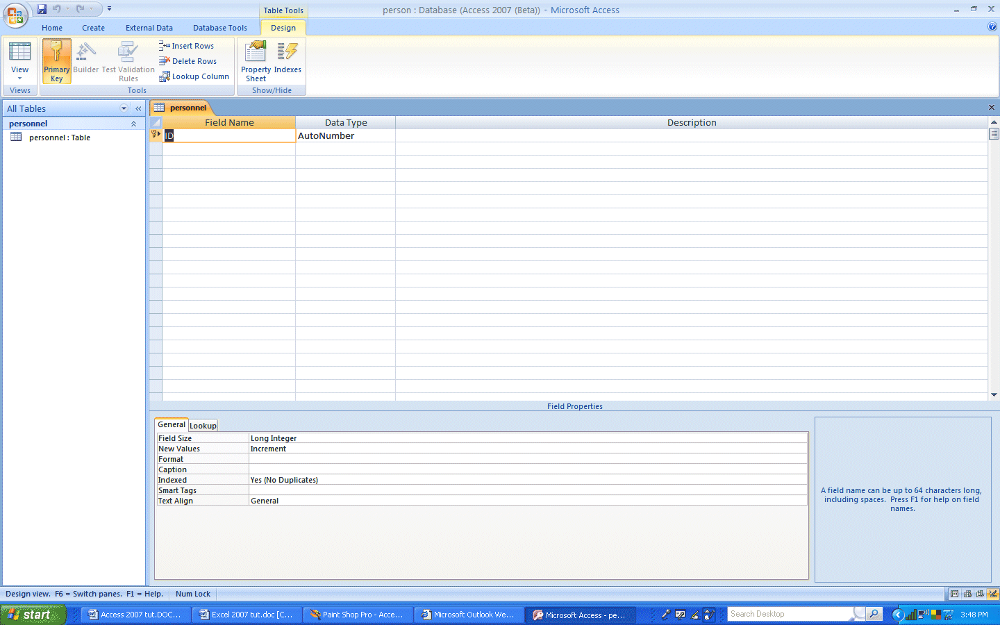 Table Tools
person : Database (Access 2007 (Beta)) - Microsoft Access
Home Create External Data Database Tools Design
View
Primary Key
Builder
Test Validation Rules
Insert Rows
Delete Rows
Lookup Column
Property Sheet
Indexes
Views Tools Show/Hide
All Tables
personnel
personnel : Table
personnel
Field Name Data Type Description
ID AutoNumber
Field Properties
General Lookup
Field Size Long Integer
New Values Increment
Format
Caption
Indexed Yes (No Duplicates)
Smart Tags
Text Align General
A field name can be up to 64 characters long,
including spaces. Press F1 for help on field
names.
Design view. F6 = Switch panes. F1 = Help. Num Lock
start Access 2007 tut.DOC... Excel 2007 tut.doc [C... Paint Shop Pro - Acce... Microsoft Outlook We... Microsoft Access - pe... Search Desktop 3:48 PM